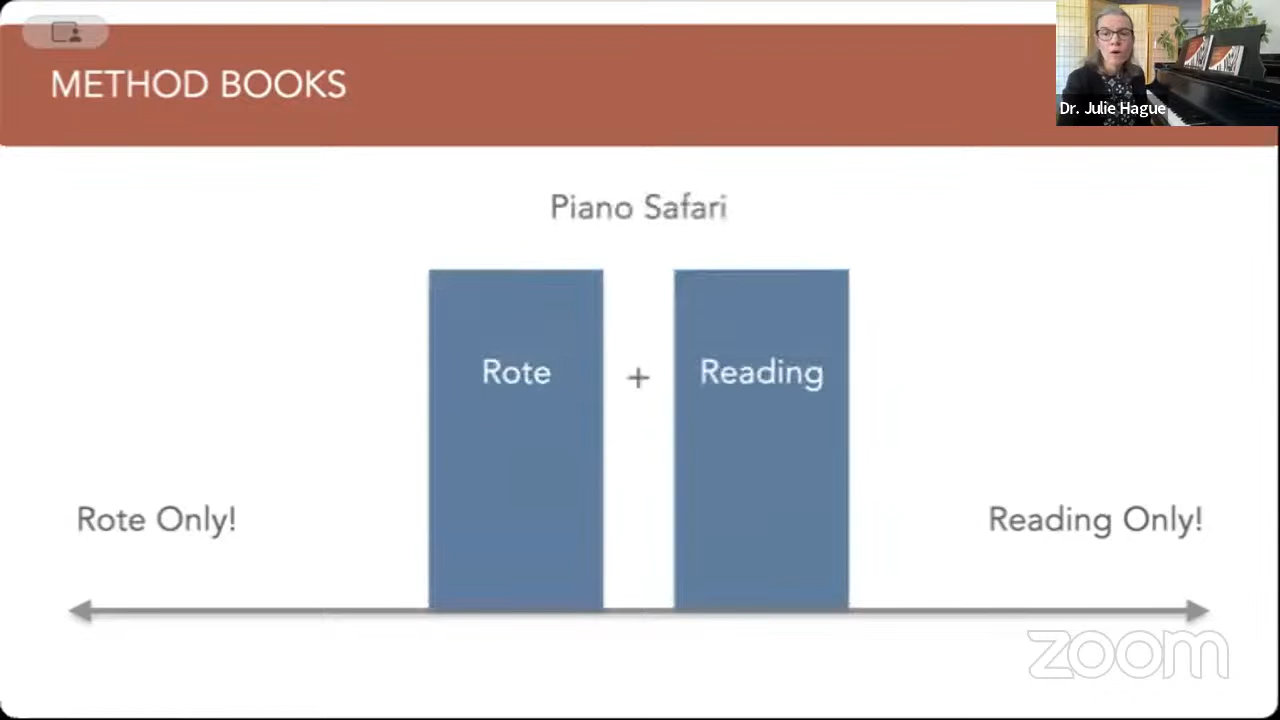 METHOD BOOKS
Dr. Julie Hague
Piano Safari
Rote + Reading
Rote Only!
Reading Only!
zoom